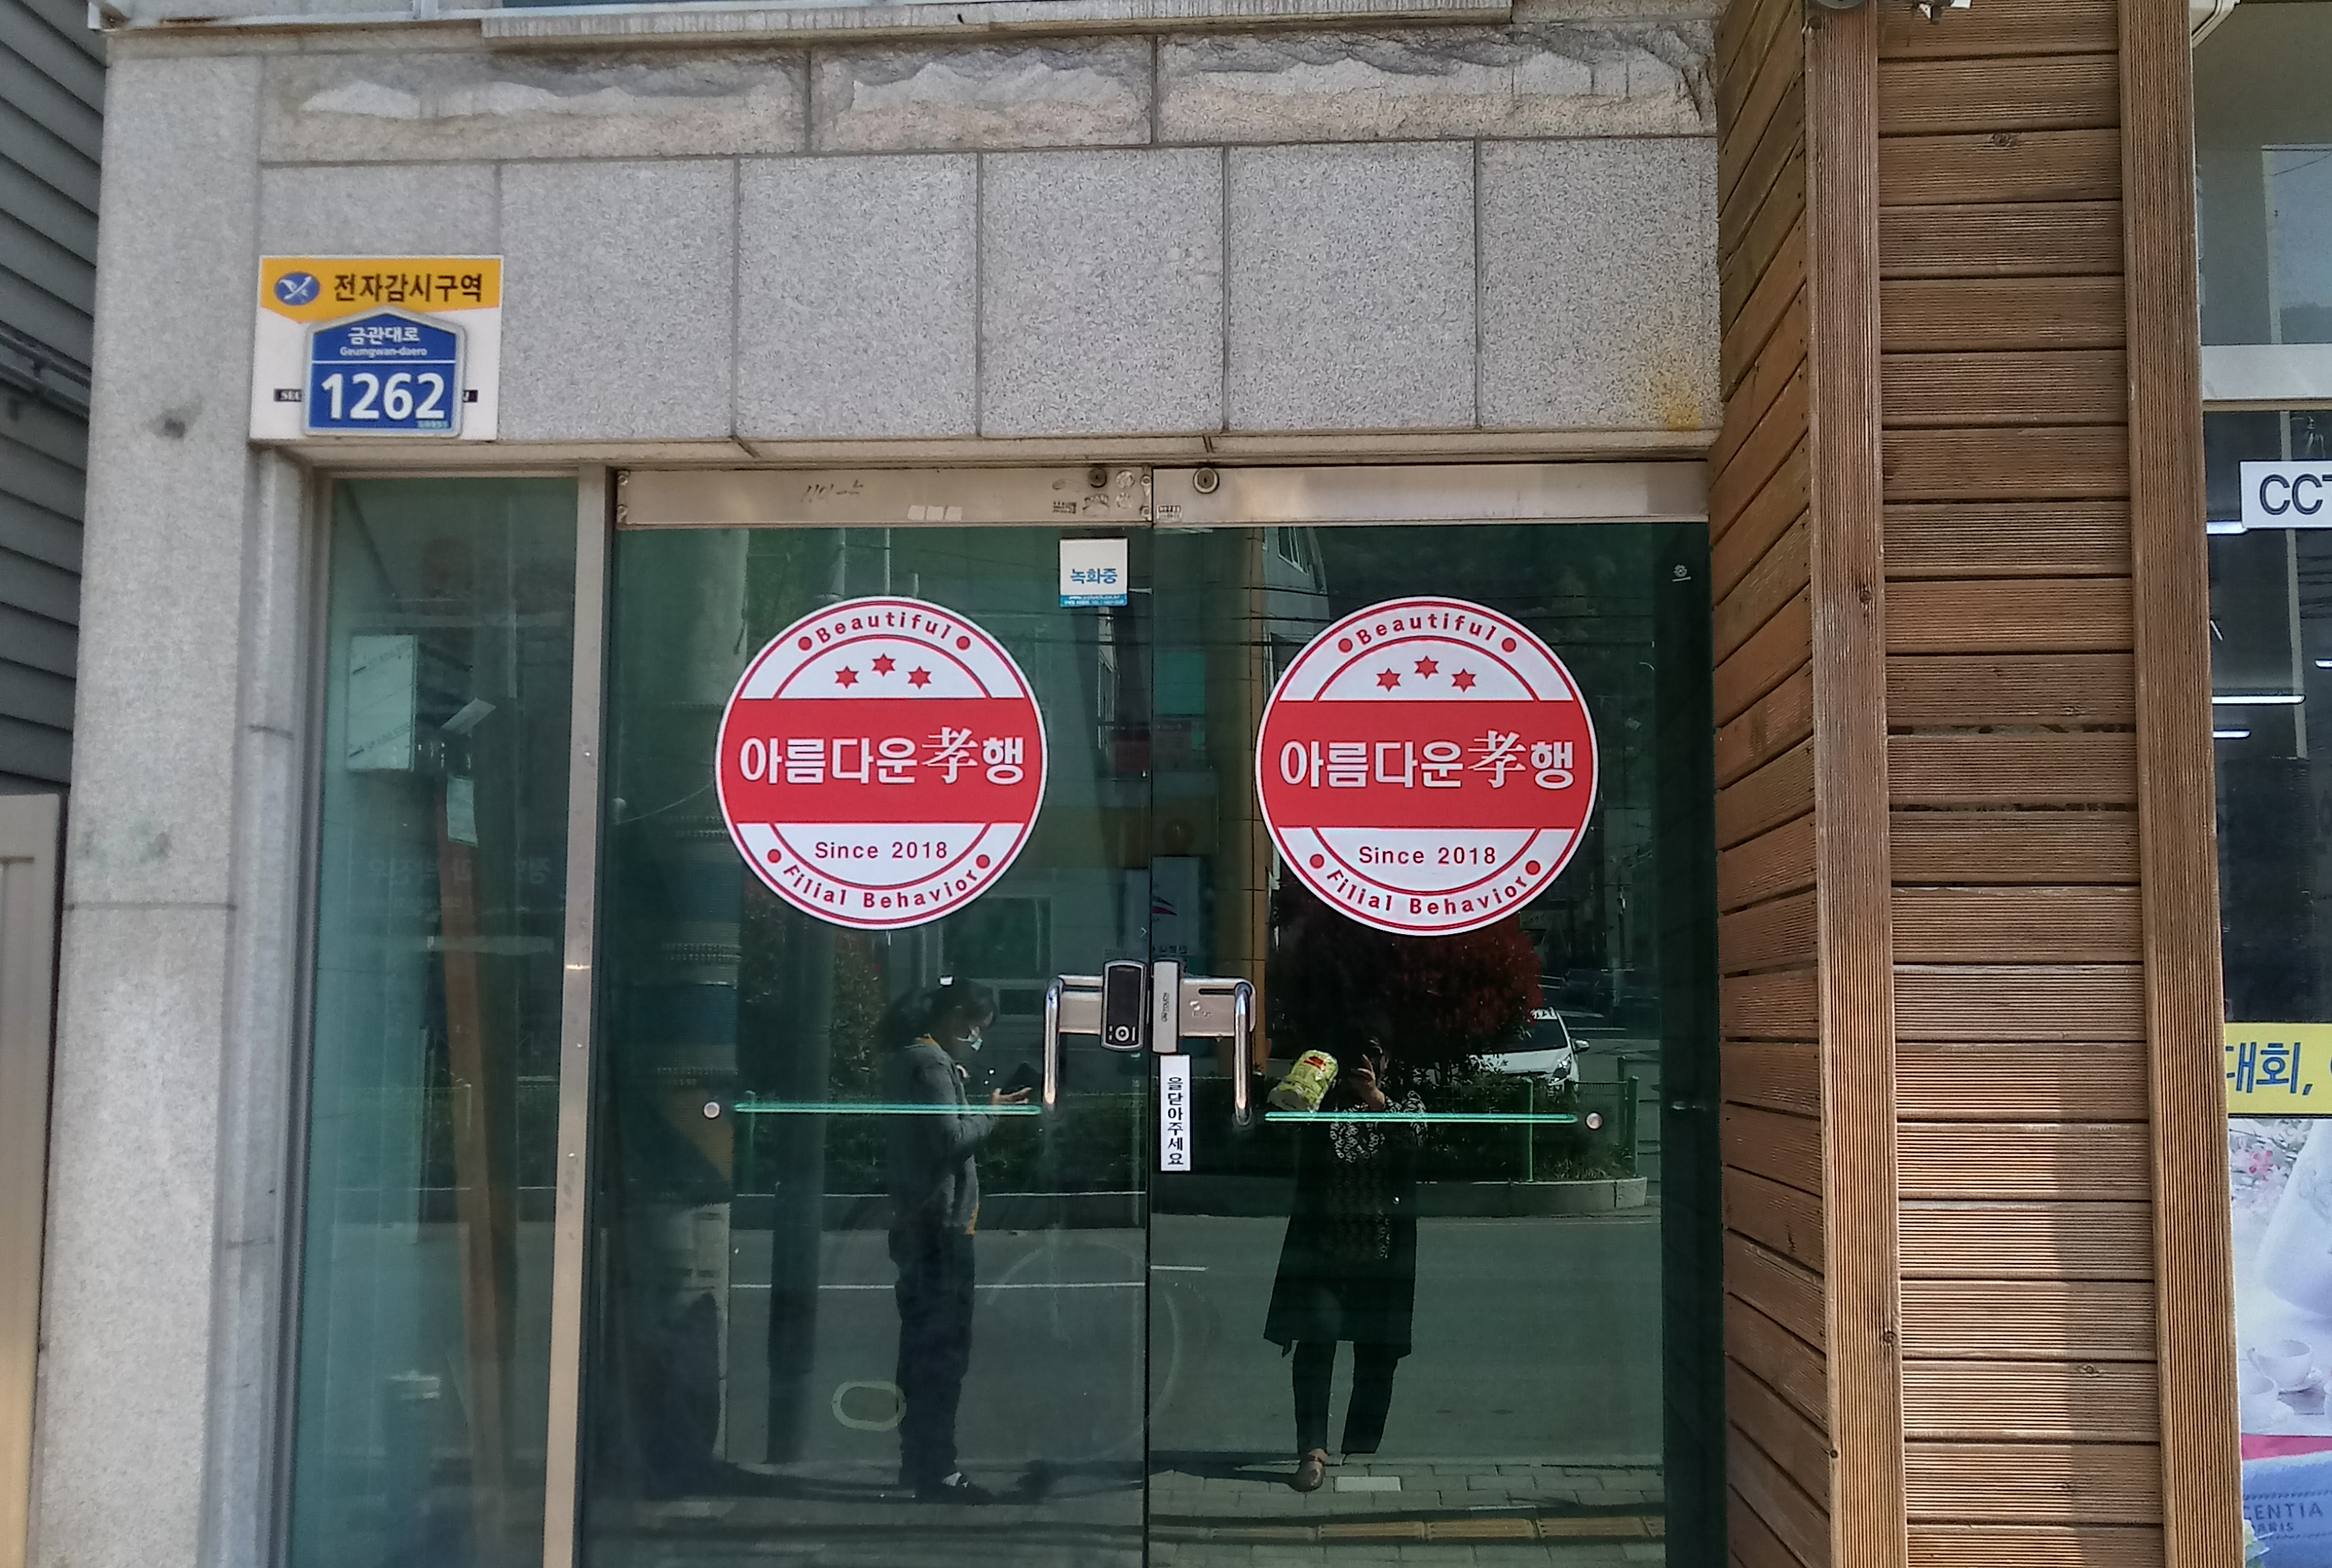 전자감시구역
금관대로
Geumgwan-daero
1262
녹화중
Beautiful
아름다운孝행
Since 2018
Filial Behavior
Beautiful
아름다운孝행
Since 2018
Filial Behavior
을닫아주세요
대회,
CENTIA